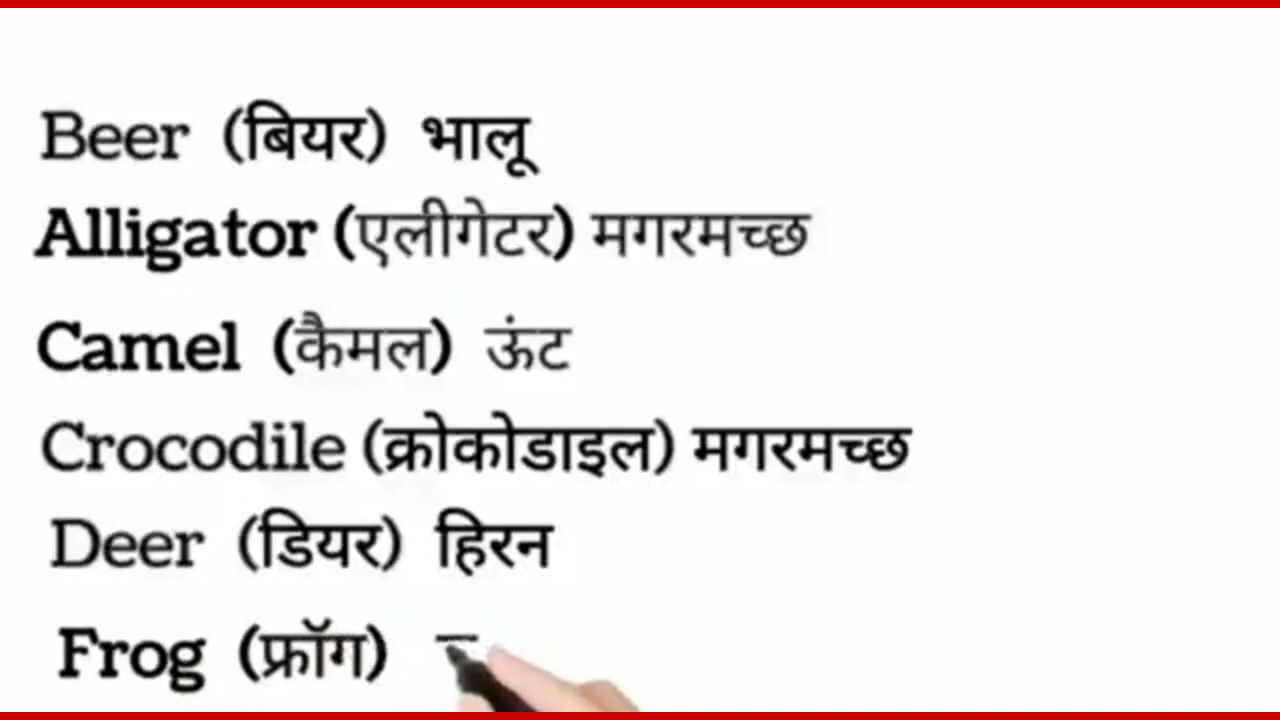 Beer (बियर) भालू
Alligator (एलीगेटर) मगरमच्छ
Camel (कैमल) ऊंट
Crocodile (क्रोकोडाइल) मगरमच्छ
Deer (डियर) हिरन
Frog (फ्रॉग)